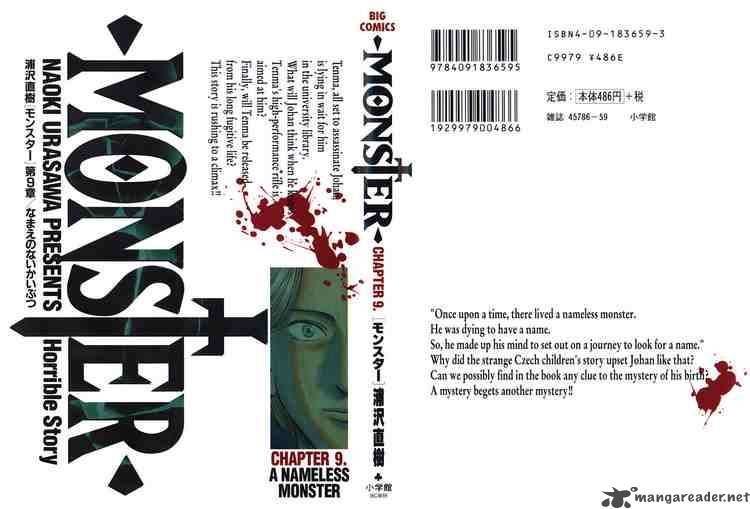 MONSTER
NAOKI URASAWA PRESENTS Horrible Story
浦沢直樹[モンスター]第9章/なまえのないかいぶつ
Tenma, all set to assassinate Johan,
is lying in wait for him
in the university library.
What will Johan think when he
Tenma's high-performance rifle is
aimed at him?
Finally, will Tenma be released
from his long fugitive life?
This story is rushing to a climax!!
CHAPTER 9.
A NAMELESS
MONSTER
BIG
COMICS
MONSTER
CHAPTER 9.
[モンスター]
浦沢直樹
小学館
9784091836595
1929979004866
ISBN4-09-183659-3
C9979 ¥486E
定価:本体486円+税
雑誌 45786-59 小学館
"Once upon a time, there lived a nameless monster.
He was dying to have a name.
So, he made up his mind to set out on a journey to look for a name."
Why did the strange Czech children's story upset Johan like that?
Can we possibly find in the book any clue to the mystery of his birth?
A mystery begets another mystery!!
mangareader.net